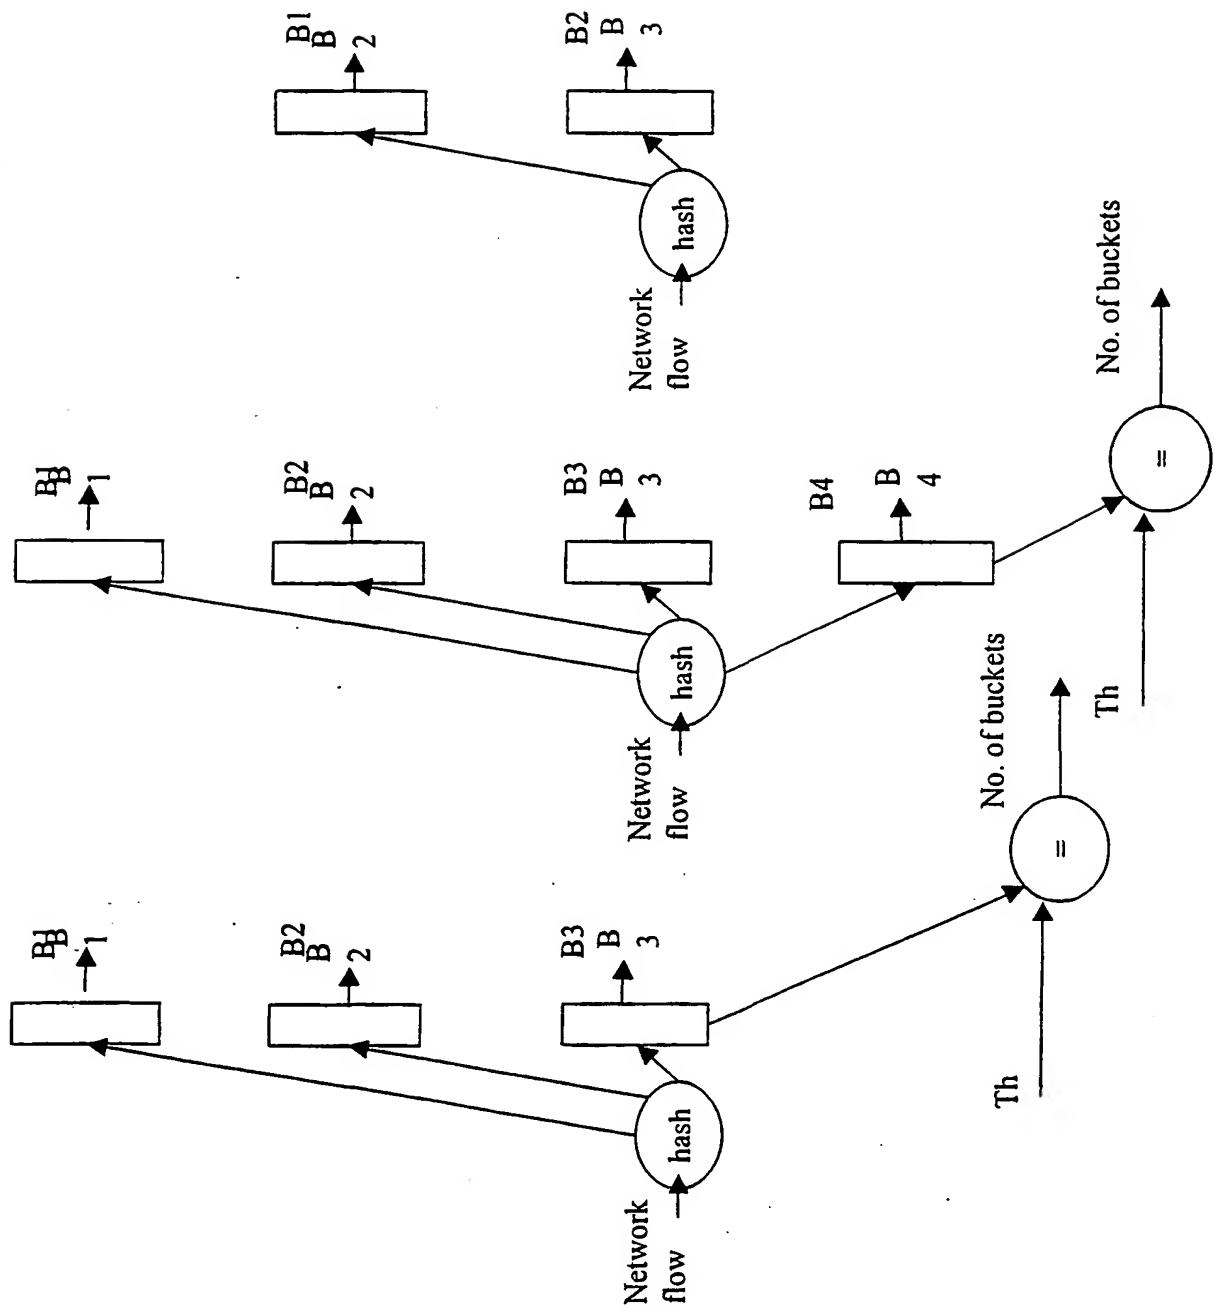 B1
B
1
B2
B
2
B3
B
3
Network
flow
hash
No. of buckets
Th
=
B1
B
1
B2
B
2
B3
B
3
Network
flow
hash
B4
B
4
No. of buckets
Th
=
B1
B
2
B2
B
3
Network
flow
hash